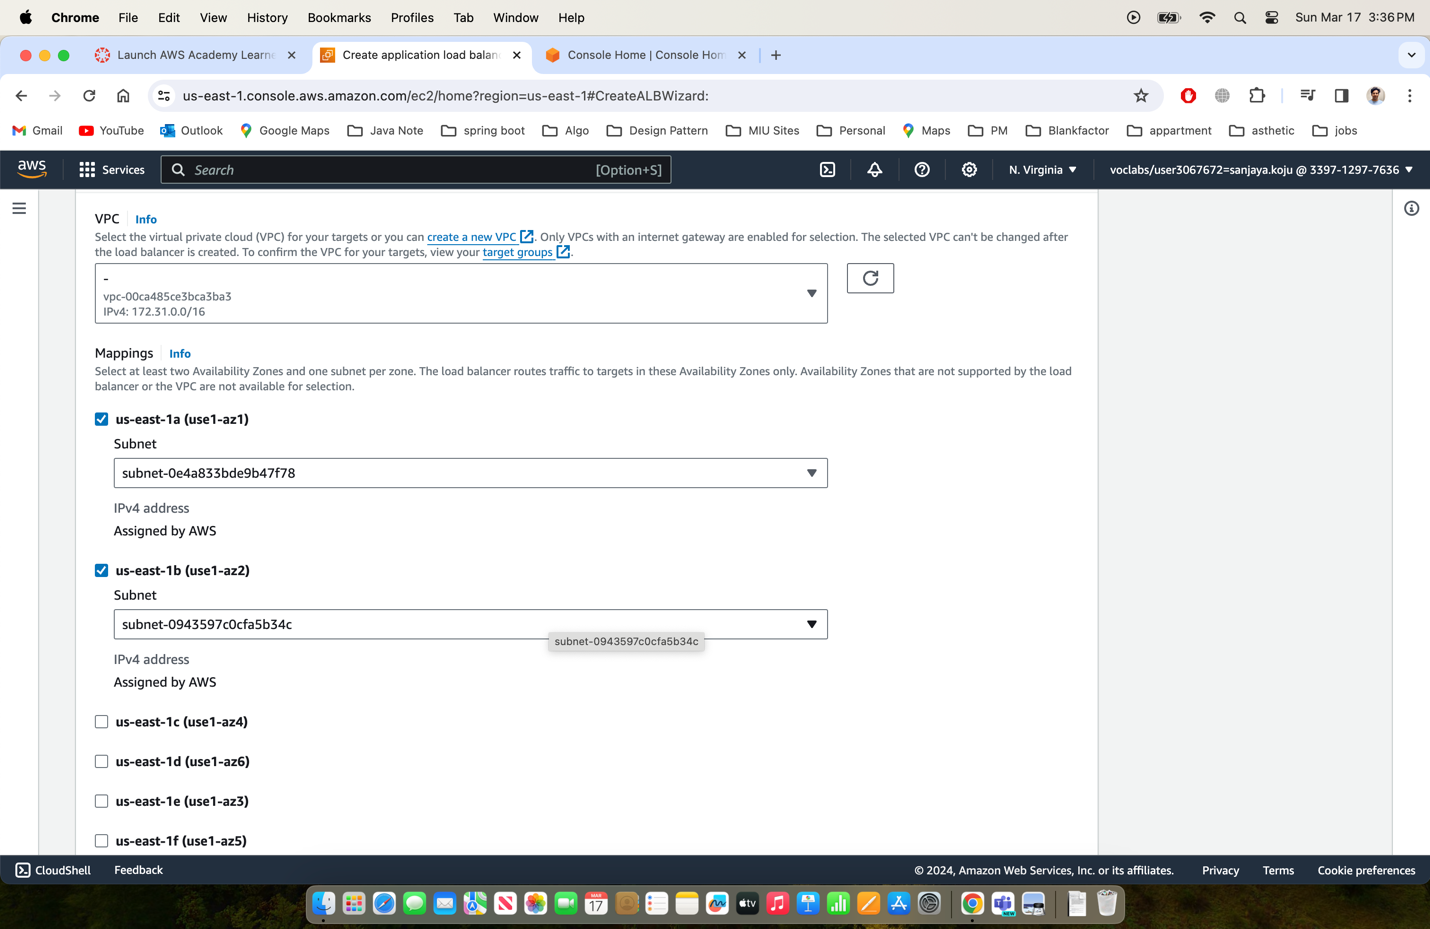 Chrome File Edit View History Bookmarks Profiles Tab Window Help Sun Mar 17 3:36 PM
Launch AWS Academy Learne Create application load balan Console Home | Console Hom
us-east-1.console.aws.amazon.com/ec2/home?region=us-east-1#CreateALBWizard:
Gmail YouTube Outlook Google Maps Java Note spring boot Algo Design Pattern MIU Sites Personal Maps PM Blankfactor appartment asthetic jobs
aws Services Search [Option+S] N. Virginia voclabs/user3067672=sanjaya.koju @ 3397-1297-7636
VPC Info
Select the virtual private cloud (VPC) for your targets or you can create a new VPC. Only VPCs with an internet gateway are enabled for selection. The selected VPC can't be changed after
the load balancer is created. To confirm the VPC for your targets, view your target groups.
-
vpc-00ca485ce3bca3ba3
IPv4: 172.31.0.0/16
Mappings Info
Select at least two Availability Zones and one subnet per zone. The load balancer routes traffic to targets in these Availability Zones only. Availability Zones that are not supported by the load
balancer or the VPC are not available for selection.
us-east-1a (use1-az1)
Subnet
subnet-0e4a833bde9b47f78
IPv4 address
Assigned by AWS
us-east-1b (use1-az2)
Subnet
subnet-0943597c0cfa5b34c
subnet-0943597c0cfa5b34c
IPv4 address
Assigned by AWS
us-east-1c (use1-az4)
us-east-1d (use1-az6)
us-east-1e (use1-az3)
us-east-1f (use1-az5)
CloudShell Feedback © 2024, Amazon Web Services, Inc. or its affiliates. Privacy Terms Cookie preferences
MAR
17
tv
NEW